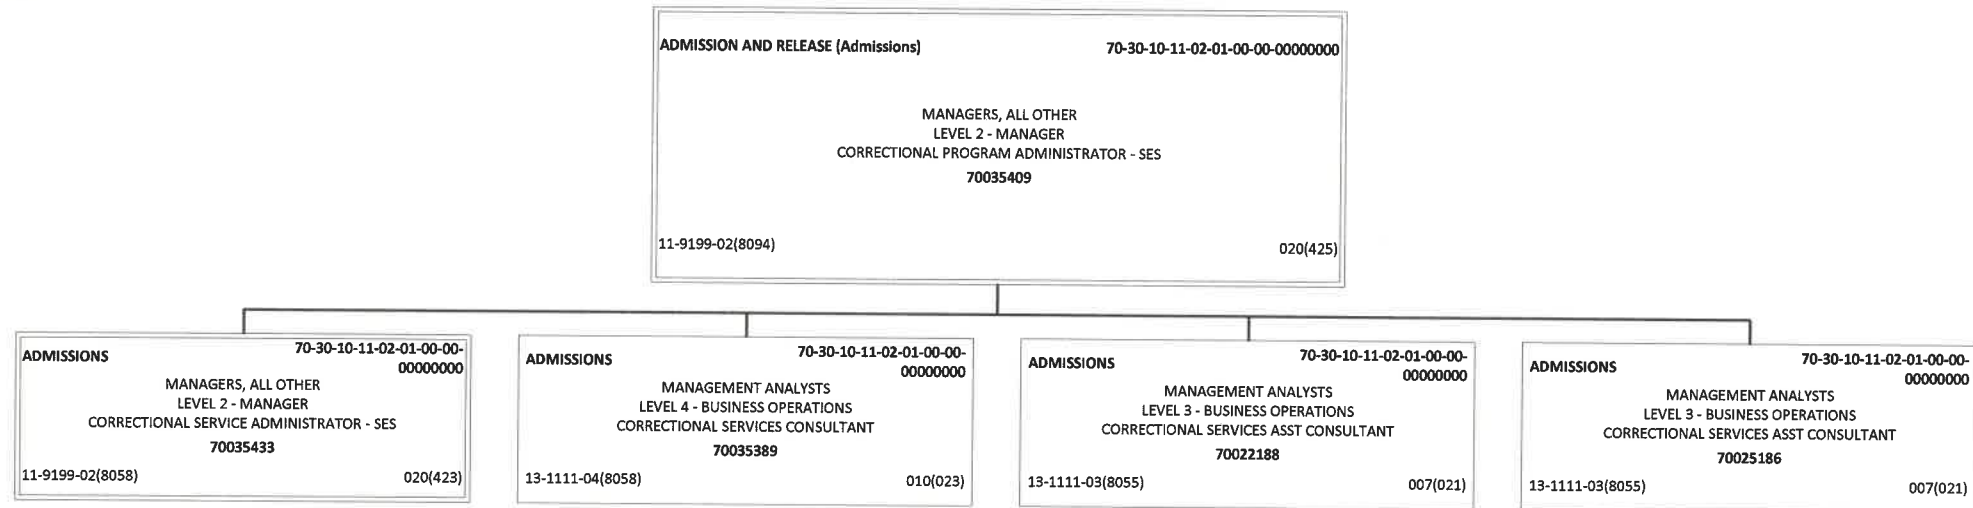 ADMISSION AND RELEASE (Admissions) 70-30-10-11-02-01-00-00-00000000
MANAGERS, ALL OTHER
LEVEL 2 - MANAGER
CORRECTIONAL PROGRAM ADMINISTRATOR - SES
70035409
11-9199-02(8094) 020(425)
ADMISSIONS 70-30-10-11-02-01-00-00-
00000000
MANAGERS, ALL OTHER
LEVEL 2 - MANAGER
CORRECTIONAL SERVICE ADMINISTRATOR - SES
70035433
11-9199-02(8058) 020(423)
ADMISSIONS 70-30-10-11-02-01-00-00-
00000000
MANAGEMENT ANALYSTS
LEVEL 4 - BUSINESS OPERATIONS
CORRECTIONAL SERVICES CONSULTANT
70035389
13-1111-04(8058) 010(023)
ADMISSIONS 70-30-10-11-02-01-00-00-
00000000
MANAGEMENT ANALYSTS
LEVEL 3 - BUSINESS OPERATIONS
CORRECTIONAL SERVICES ASST CONSULTANT
70022188
13-1111-03(8055) 007(021)
ADMISSIONS 70-30-10-11-02-01-00-00-
00000000
MANAGEMENT ANALYSTS
LEVEL 3 - BUSINESS OPERATIONS
CORRECTIONAL SERVICES ASST CONSULTANT
70025186
13-1111-03(8055) 007(021)